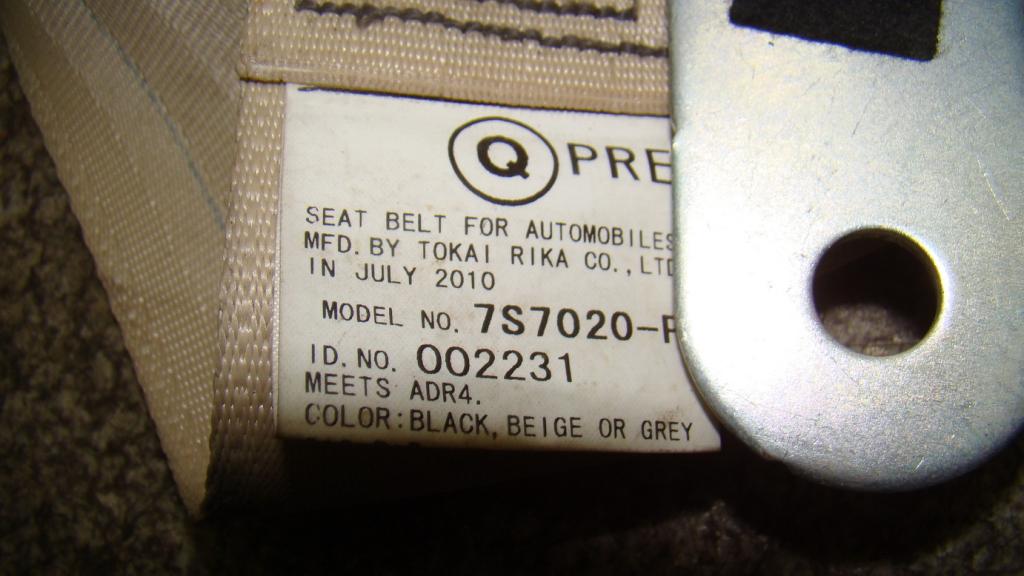 Q PRE
SEAT BELT FOR AUTOMOBILES
MFD. BY TOKAI RIKA CO., LTD
IN JULY 2010
MODEL NO. 7S7020-
I D. NO. 002231
MEETS ADR4.
COLOR: BLACK, BEIGE OR GREY